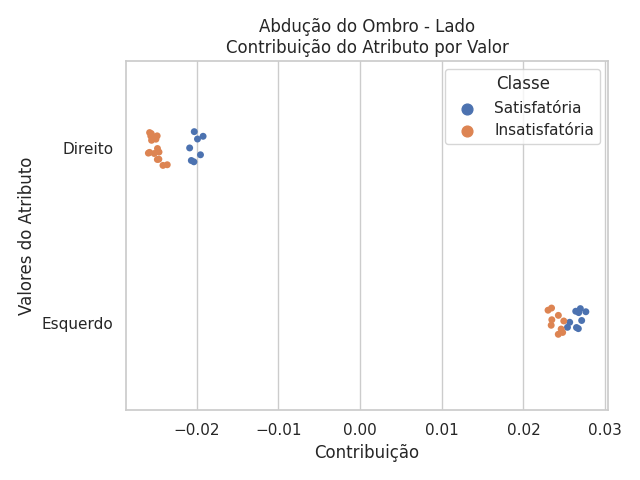 Abdução do Ombro - Lado
Contribuição do Atributo por Valor
Classe
Satisfatória
Insatisfatória
Valores do Atributo
Direito
Esquerdo
−0.02
−0.01
0.00
0.01
0.02
0.03
Contribuição